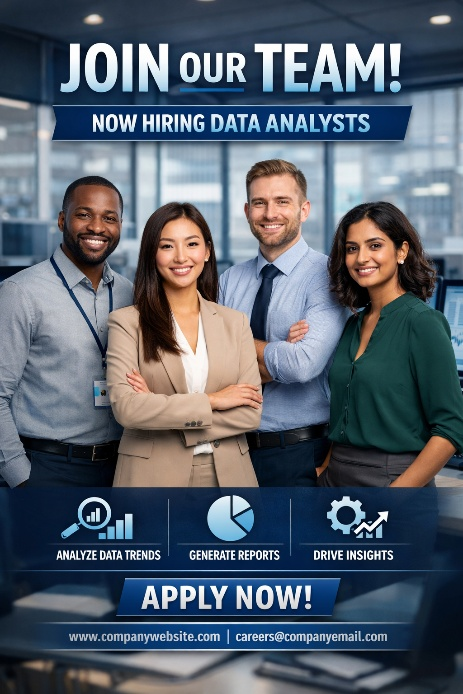 JOIN OUR TEAM!
NOW HIRING DATA ANALYSTS
ANALYZE DATA TRENDS
GENERATE REPORTS
DRIVE INSIGHTS
APPLY NOW!
www.companywebsite.com | careers@companyemail.com